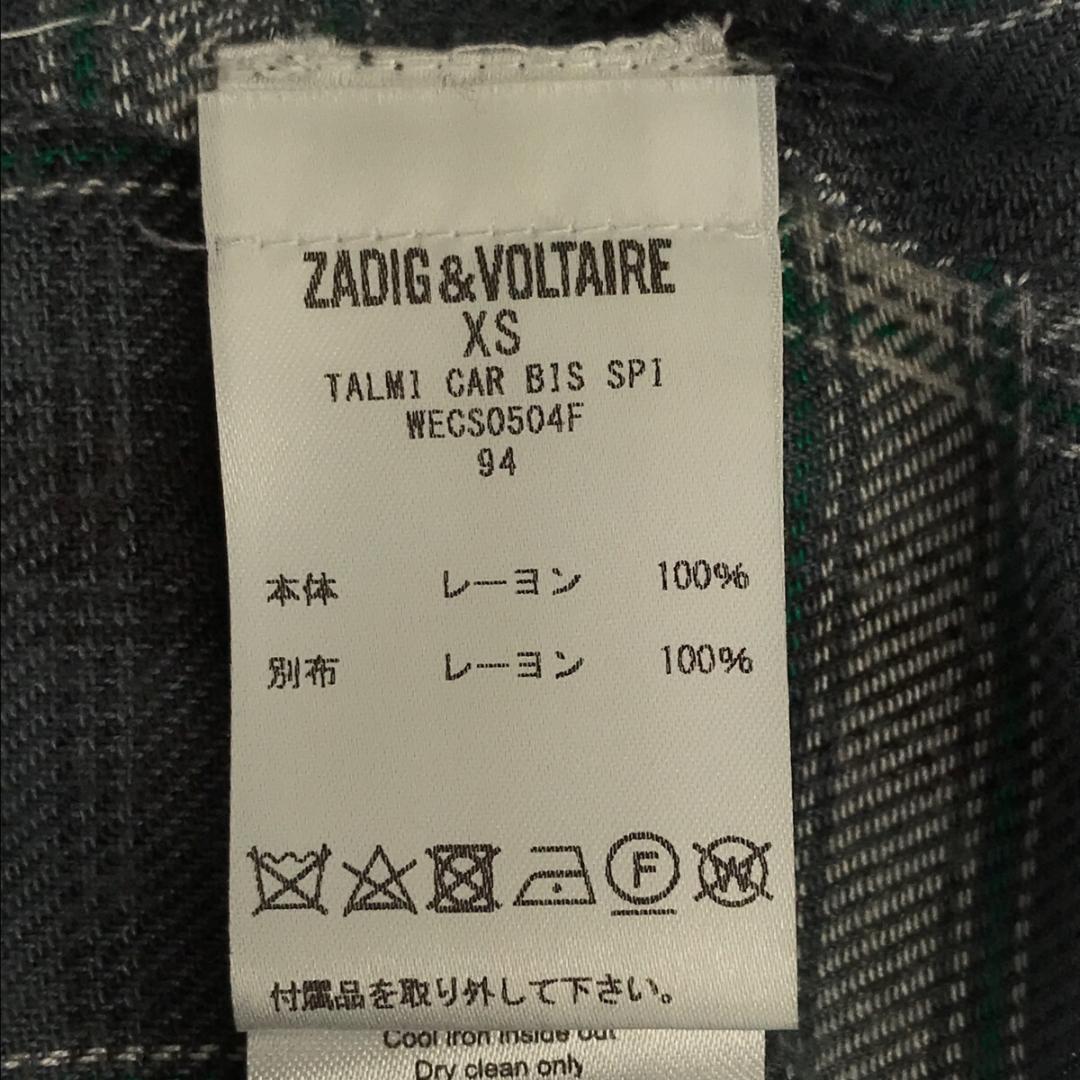 ZADIG&VOLTAIRE
XS
TALMI CAR BIS SPI
WECS0504F
94
本体 レーヨン 100%
別布 レーヨン 100%
F W
付属品を取り外して下さい。
Cool iron inside out
Dry clean only